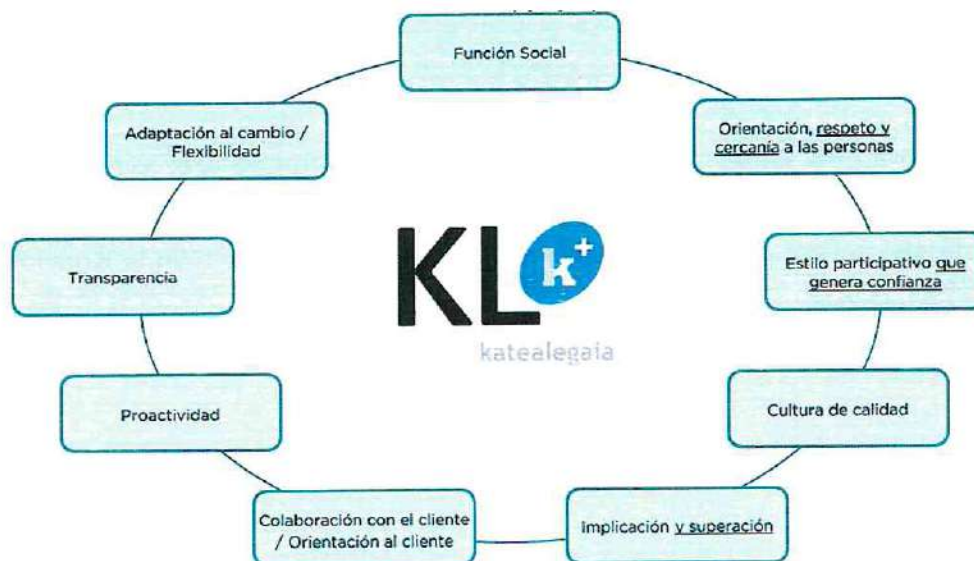 Función Social
Orientación, respeto y
cercanía a las personas
Estilo participativo que
genera confianza
Cultura de calidad
Implicación y superación
Colaboración con el cliente
/ Orientación al cliente
Proactividad
Transparencia
Adaptación al cambio /
Flexibilidad
KL k+
katealegaia